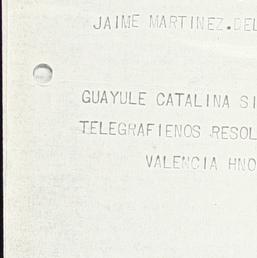 JAIME MARTINEZ.DEL
GUAYULE CATALINA SI
TELEGRAFIENOS RESOL
VALENCIA HNO